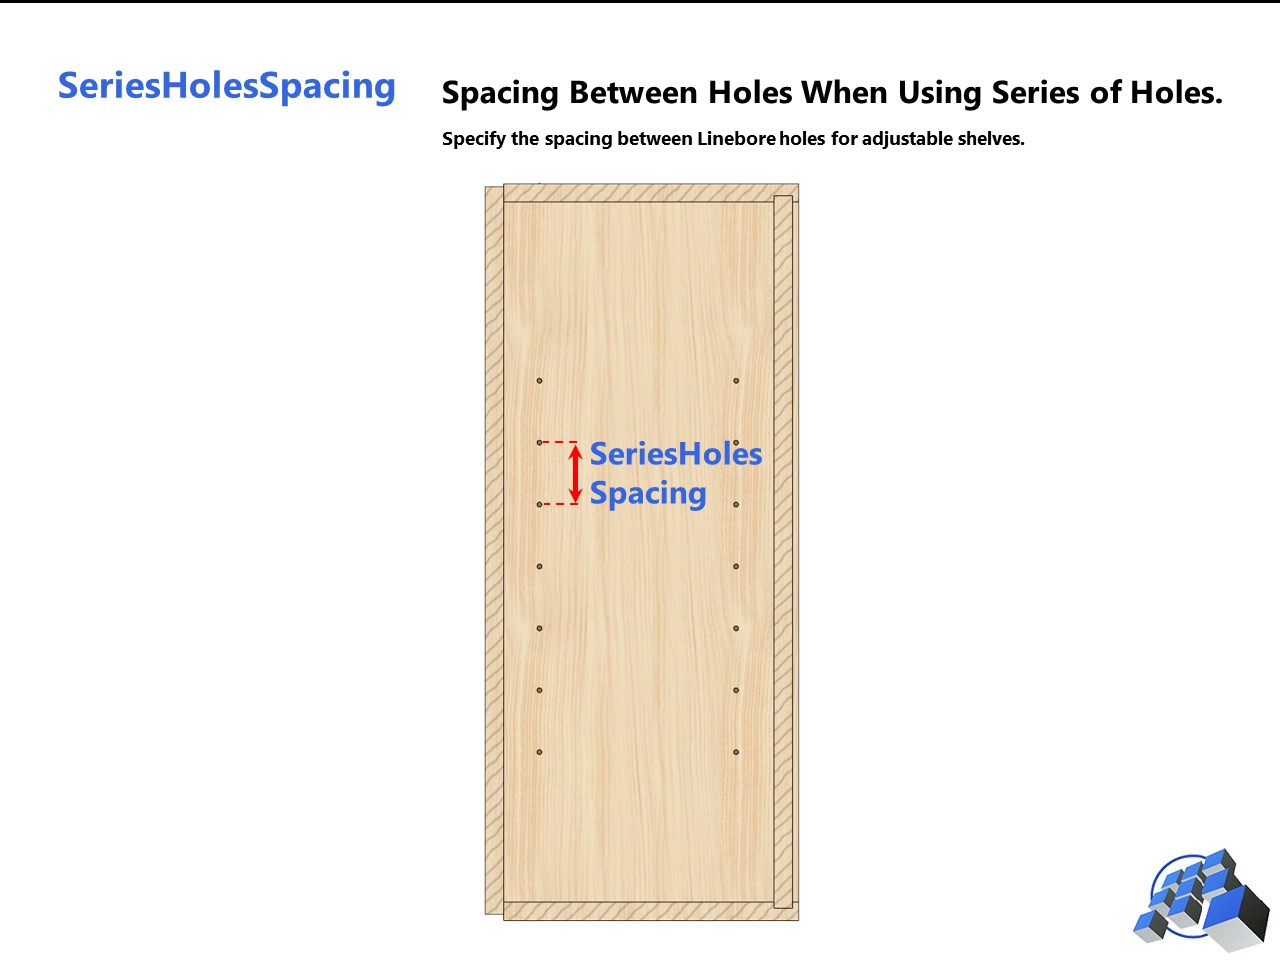 SeriesHolesSpacing
Spacing Between Holes When Using Series of Holes.
Specify the spacing between Linebore holes for adjustable shelves.
SeriesHoles
Spacing